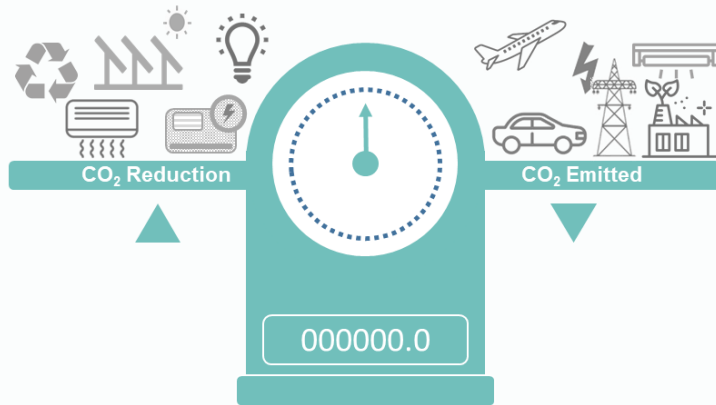 CO₂ Reduction
CO₂ Emitted
000000.0